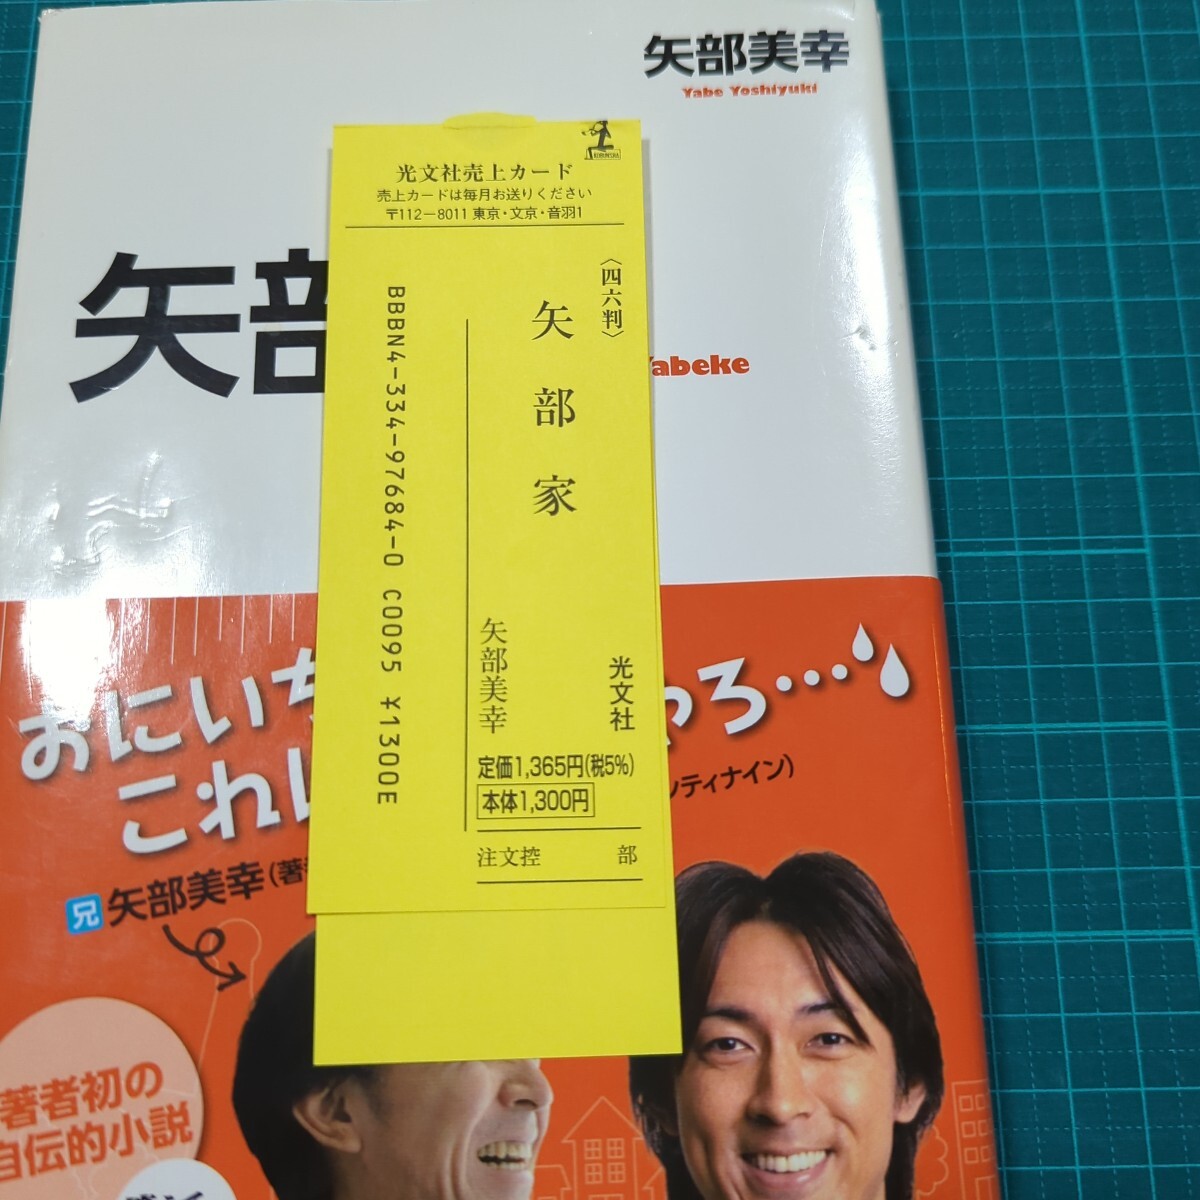 矢部美幸
Yabe Yoshiyuki
光文社売上カード
売上カードは毎月お送りください
〒112-8011 東京・文京・音羽1
〈四六判〉
矢部家
矢部美幸
光文社
BBBN4-334-97684-0 C0095 ¥1300E
定価1,365円(税5%)
本体1,300円
注文控 部
矢部
Yabeke
おにいち やろ…
これ
ンティナイン)
兄 矢部美幸(著
著者初の
自伝的小説